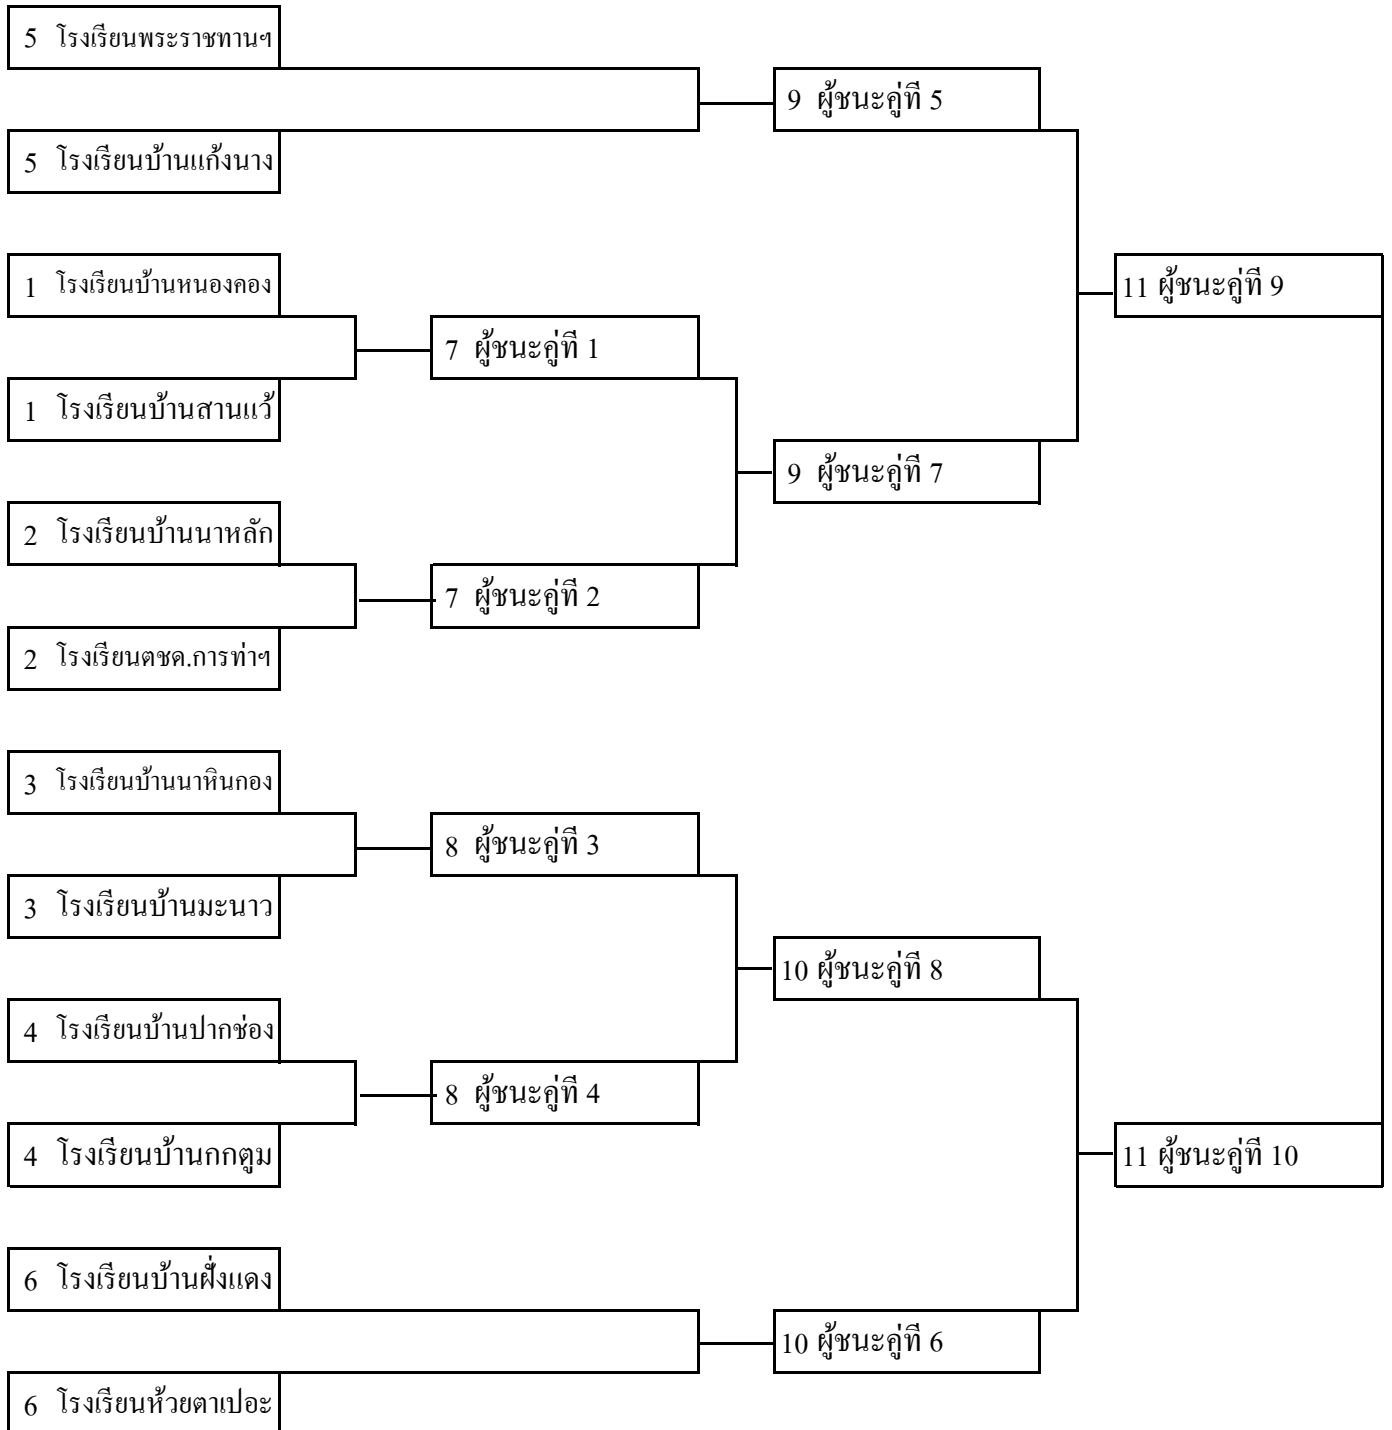 5 โรงเรียนพระราชทานฯ
9 ผู้ชนะคู่ที่ 5
5 โรงเรียนบ้านแก้งนาง
1 โรงเรียนบ้านหนองคอง
11 ผู้ชนะคู่ที่ 9
7 ผู้ชนะคู่ที่ 1
1 โรงเรียนบ้านสานแว้
9 ผู้ชนะคู่ที่ 7
2 โรงเรียนบ้านนาหลัก
7 ผู้ชนะคู่ที่ 2
2 โรงเรียนตชด.การท่าฯ
3 โรงเรียนบ้านนาหินกอง
8 ผู้ชนะคู่ที่ 3
3 โรงเรียนบ้านมะนาว
10 ผู้ชนะคู่ที่ 8
4 โรงเรียนบ้านปากช่อง
8 ผู้ชนะคู่ที่ 4
4 โรงเรียนบ้านกกตูม
11 ผู้ชนะคู่ที่ 10
6 โรงเรียนบ้านฝั่งแดง
10 ผู้ชนะคู่ที่ 6
6 โรงเรียนห้วยตาเปอะ